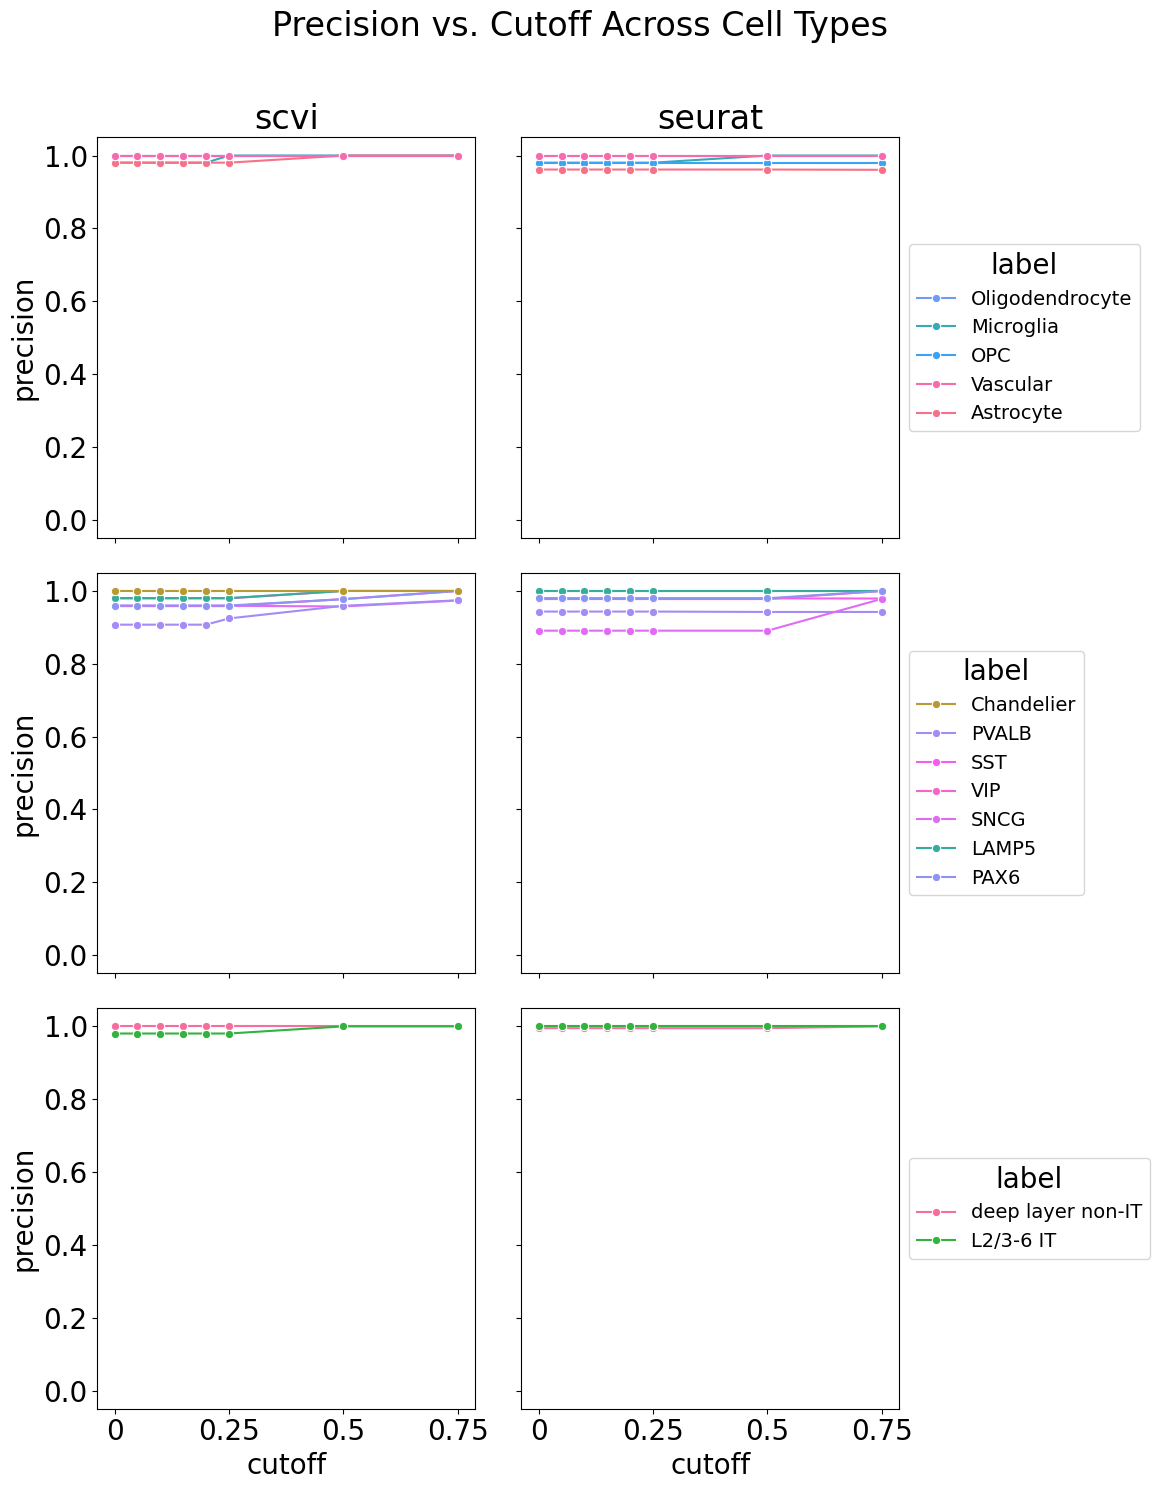 Precision vs. Cutoff Across Cell Types
scvi
seurat
1.0
0.8
0.6
0.4
0.2
0.0
precision
label
Oligodendrocyte
Microglia
OPC
Vascular
Astrocyte
1.0
0.8
0.6
0.4
0.2
0.0
precision
label
Chandelier
PVALB
SST
VIP
SNCG
LAMP5
PAX6
1.0
0.8
0.6
0.4
0.2
0.0
precision
label
deep layer non-IT
L2/3-6 IT
0 0.25 0.5 0.75
cutoff
0 0.25 0.5 0.75
cutoff